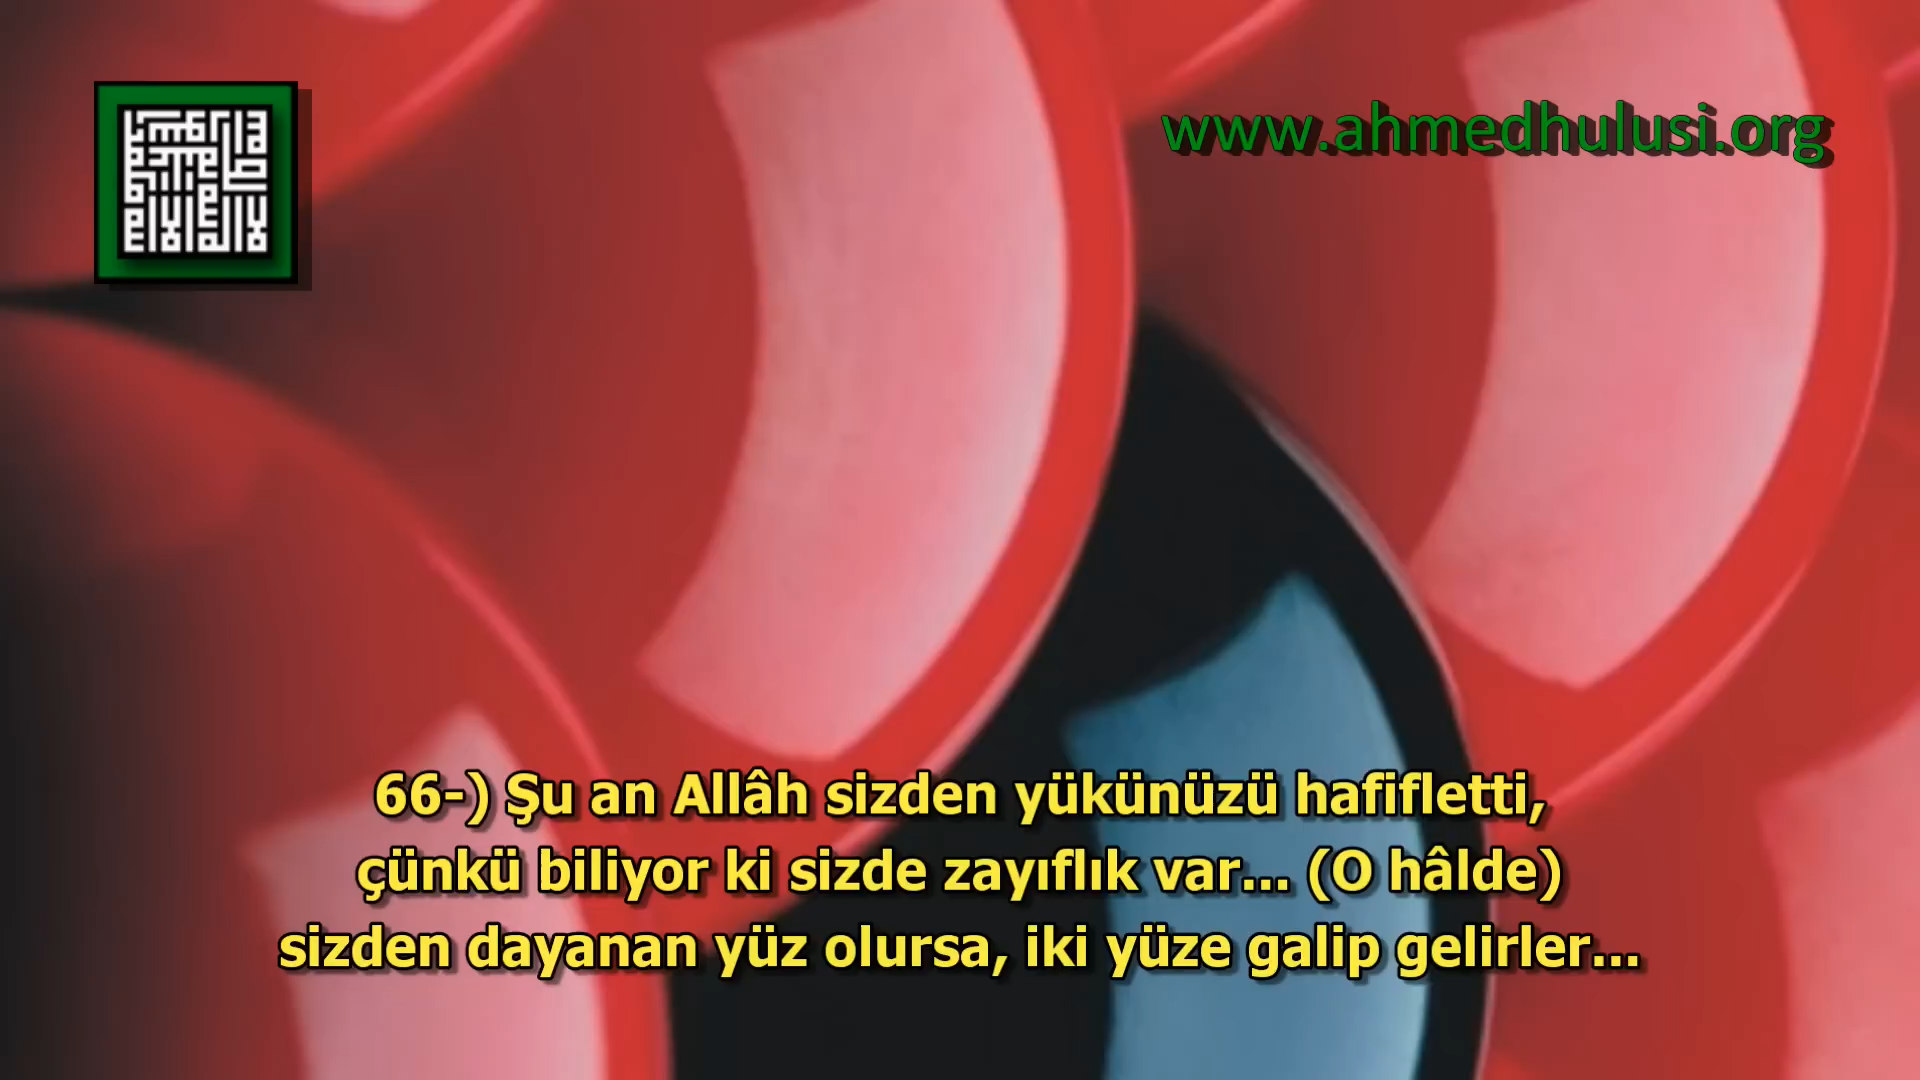 www.ahmedhulusi.org
66-) Şu an Allâh sizden yükünüzü hafifletti,
çünkü biliyor ki sizde zayıflık var... (O hâlde)
sizden dayanan yüz olursa, iki yüze galip gelirler...